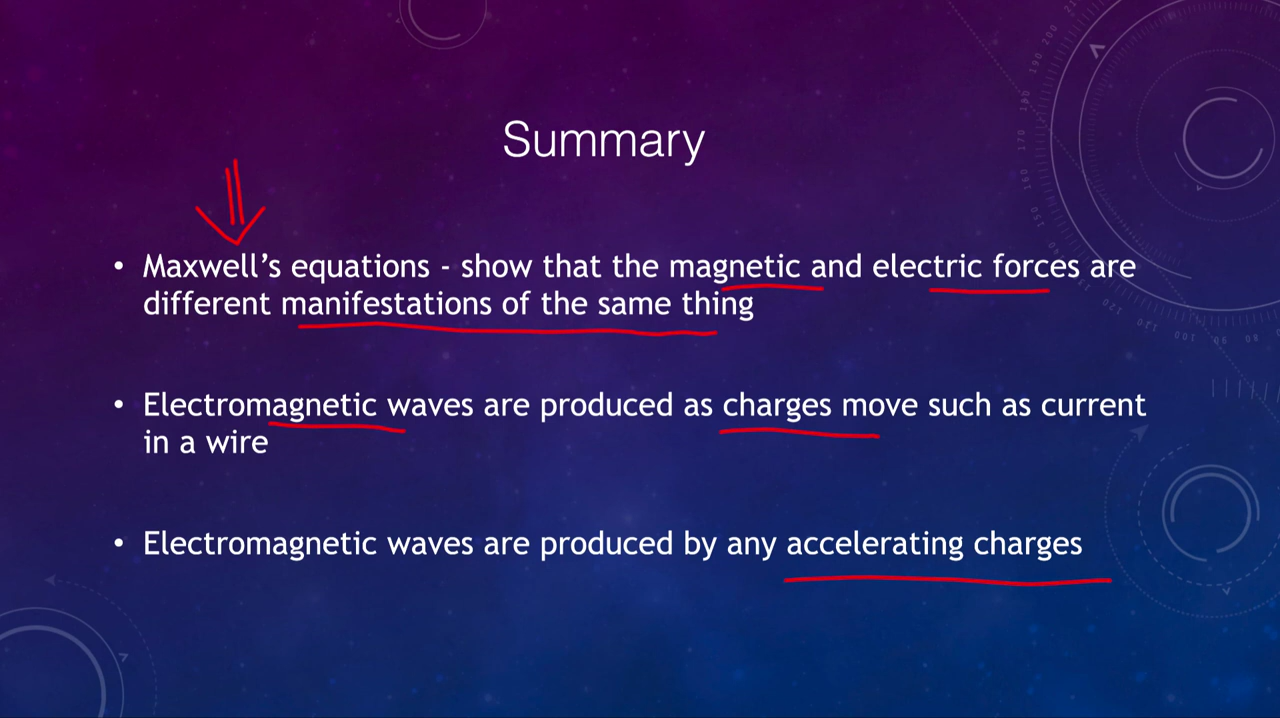 Summary
• Maxwell's equations - show that the magnetic and electric forces are
different manifestations of the same thing
• Electromagnetic waves are produced as charges move such as current
in a wire
• Electromagnetic waves are produced by any accelerating charges